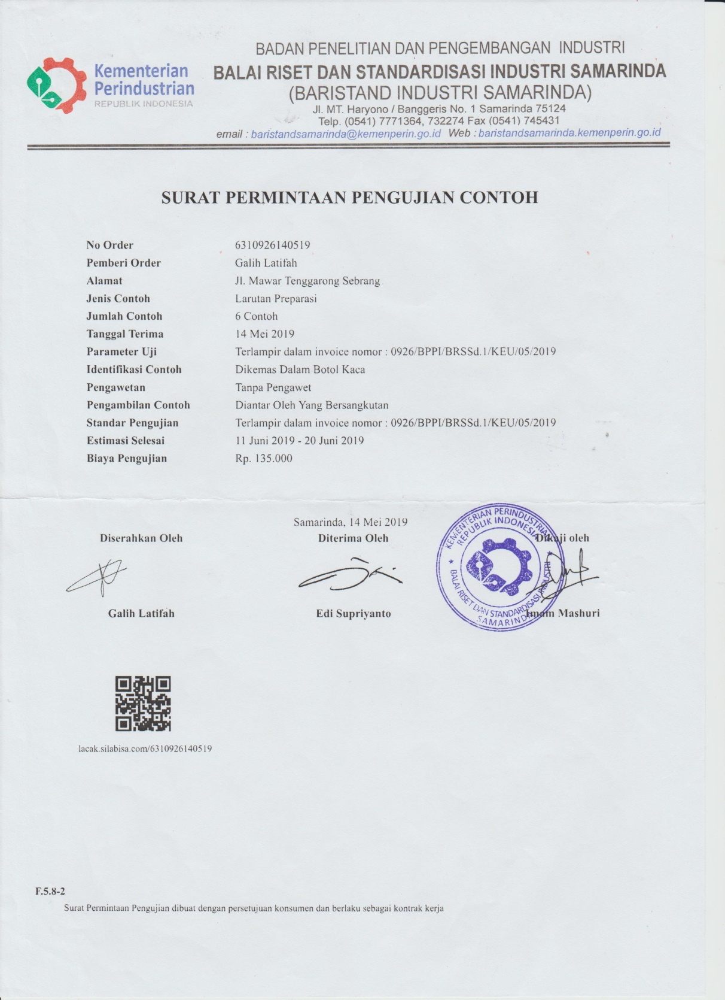 BADAN PENELITIAN DAN PENGEMBANGAN INDUSTRI
Kementerian
Perindustrian
REPUBLIK INDONESIA
BALAI RISET DAN STANDARDISASI INDUSTRI SAMARINDA
(BARISTAND INDUSTRI SAMARINDA)
Jl. MT. Haryono / Banggeris No. 1 Samarinda 75124
Telp. (0541) 7771364, 732274 Fax (0541) 745431
email : baristandsamarinda@kemenperin.go.id Web : baristandsamarinda.kemenperin.go.id
SURAT PERMINTAAN PENGUJIAN CONTOH
No Order 6310926140519
Pemberi Order Galih Latifah
Alamat Jl. Mawar Tenggarong Sebrang
Jenis Contoh Larutan Preparasi
Jumlah Contoh 6 Contoh
Tanggal Terima 14 Mei 2019
Parameter Uji Terlampir dalam invoice nomor : 0926/BPPI/BRSSd.1/KEU/05/2019
Identifikasi Contoh Dikemas Dalam Botol Kaca
Pengawetan Tanpa Pengawet
Pengambilan Contoh Diantar Oleh Yang Bersangkutan
Standar Pengujian Terlampir dalam invoice nomor : 0926/BPPI/BRSSd.1/KEU/05/2019
Estimasi Selesai 11 Juni 2019 - 20 Juni 2019
Biaya Pengujian Rp. 135.000
Samarinda, 14 Mei 2019
Diserahkan Oleh Diterima Oleh Dikaji oleh
KEMENTERIAN PERINDUSTRIAN
REPUBLIK INDONESIA
BALAI RISET DAN STANDARDISASI INDUSTRI
SAMARINDA
Galih Latifah Edi Supriyanto Imam Mashuri
lacak.silabisa.com/6310926140519
F.5.8-2
Surat Permintaan Pengujian dibuat dengan persetujuan konsumen dan berlaku sebagai kontrak kerja